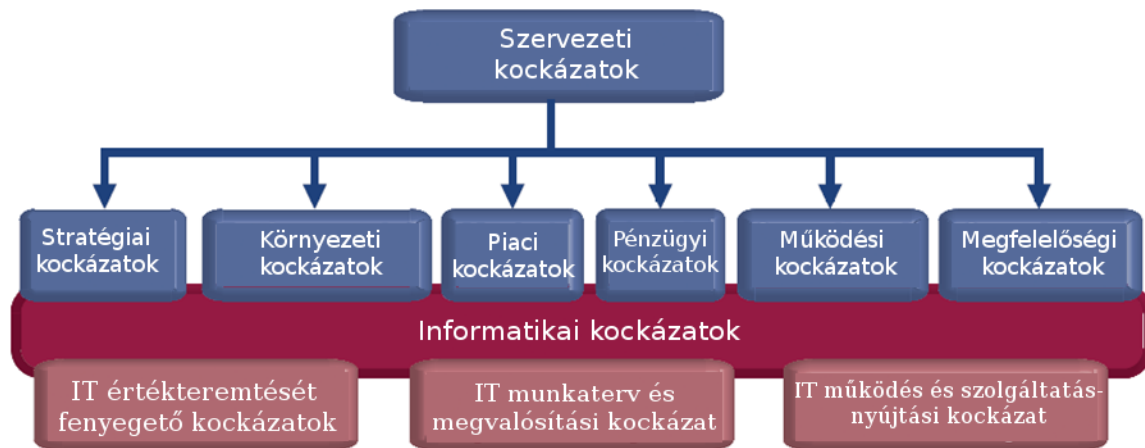 Szervezeti
kockázatok
Stratégiai
kockázatok
Környezeti
kockázatok
Piaci
kockázatok
Pénzügyi
kockázatok
Működési
kockázatok
Megfelelőségi
kockázatok
Informatikai kockázatok
IT értékteremtését
fenyegető kockázatok
IT munkaterv és
megvalósítási kockázat
IT működés és szolgáltatás-
nyújtási kockázat